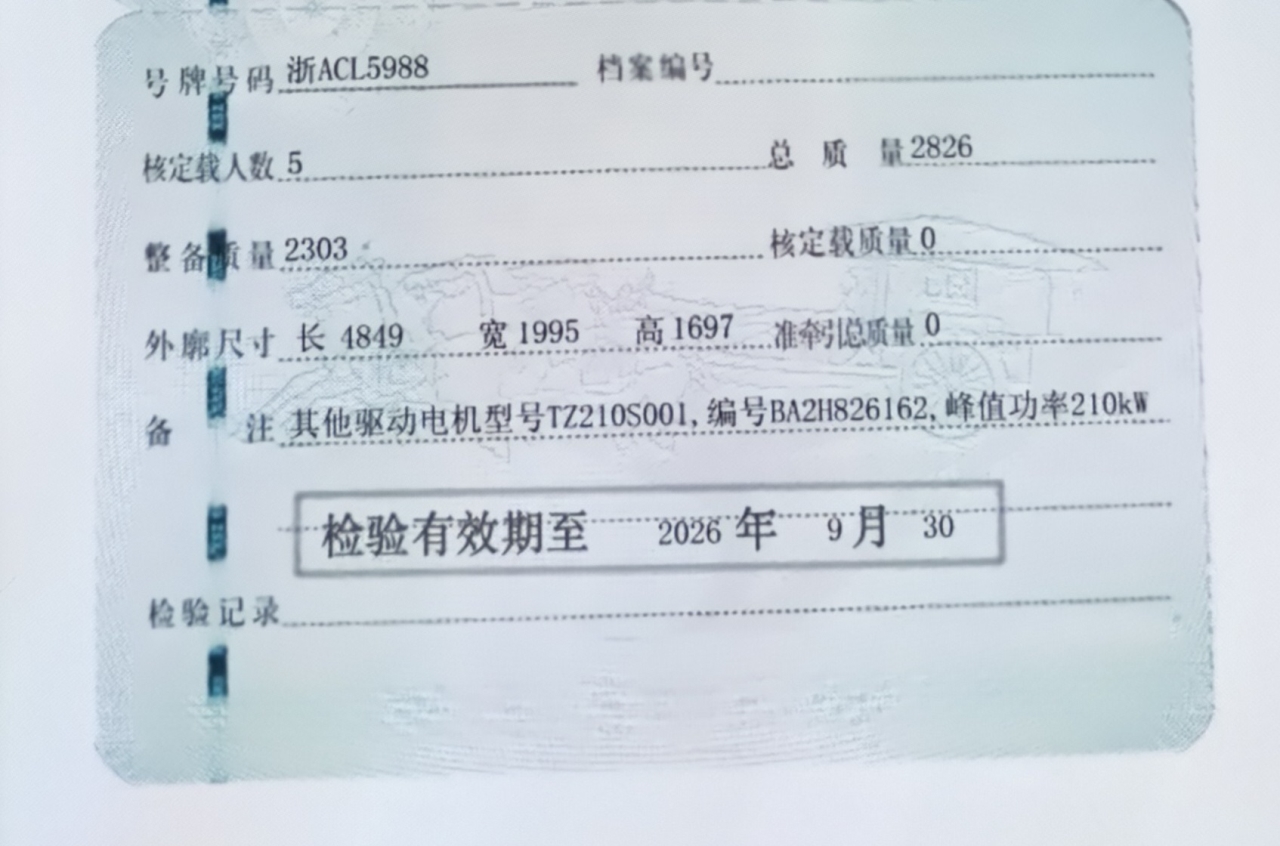 号牌号码 浙ACL5988 档案编号
核定载人数 5 总质量 2826
整备质量 2303 核定载质量 0
外廓尺寸 长 4849 宽 1995 高 1697 准牵引总质量 0
备注 其他驱动电机型号TZ210S001,编号BA2H826162,峰值功率210kW
检验有效期至 2026 年 9 月 30
检验记录